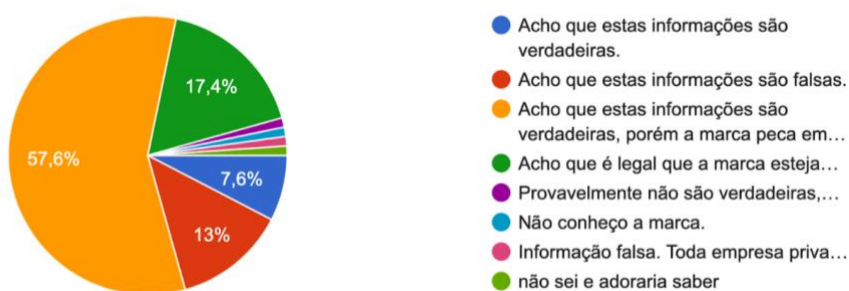 Acho que estas informações são
verdadeiras.
Acho que estas informações são falsas.
Acho que estas informações são
verdadeiras, porém a marca peca em…
Acho que é legal que a marca esteja…
Provavelmente não são verdadeiras,…
Não conheço a marca.
Informação falsa. Toda empresa priva…
não sei e adoraria saber
17,4%
57,6%
7,6%
13%